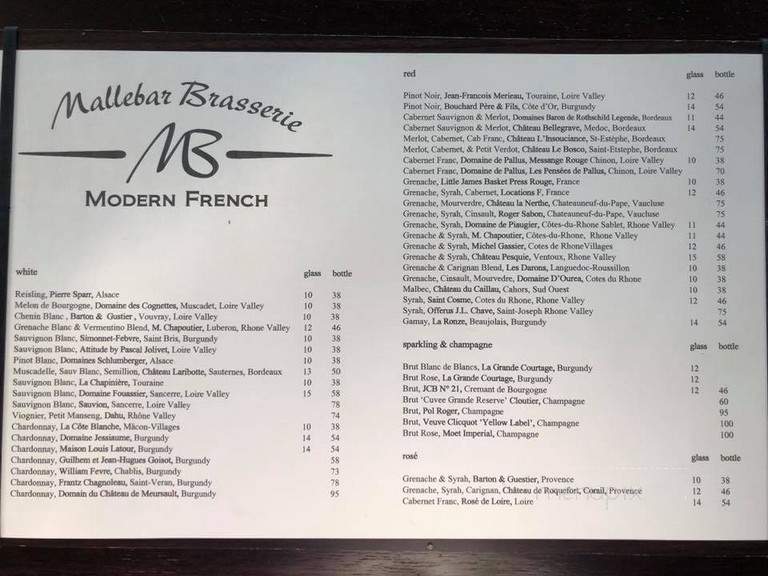 Mallebar Brasserie
MB
MODERN FRENCH
white glass bottle
Reisling, Pierre Sparr, Alsace 10 38
Melon de Bourgogne, Domaine des Cognettes, Muscadet, Loire Valley 10 38
Chenin Blanc , Barton & Gustier , Vouvray, Loire Valley 10 38
Grenache Blanc & Vermentino Blend, M. Chapoutier, Luberon, Rhone Valley 12 46
Sauvignon Blanc, Simonnet-Febvre, Saint Bris, Burgundy 10 38
Sauvignon Blanc, Attitude by Pascal Jolivet, Loire Valley 10 38
Pinot Blanc, Domaines Schlumberger, Alsace 10 38
Muscadelle, Sauv Blanc, Semillion, Château Laribotte, Sauternes, Bordeaux 13 50
Sauvignon Blanc, La Chapinière, Touraine 10 38
Sauvignon Blanc, Domaine Fouassier, Sancerre, Loire Valley 15 58
Sauvignon Blanc, Sauvion, Sancerre, Loire Valley 78
Viognier, Petit Manseng, Dahu, Rhône Valley 74
Chardonnay, La Côte Blanche, Mâcon-Villages 10 38
Chardonnay, Domaine Jessiaume, Burgundy 14 54
Chardonnay, Maison Louis Latour, Burgundy 14 54
Chardonnay, Guilhem et Jean-Hugues Goisot, Burgundy 58
Chardonnay, William Fevre, Chablis, Burgundy 73
Chardonnay, Frantz Chagnoleau, Saint-Veran, Burgundy 78
Chardonnay, Domain du Château de Meursault, Burgundy 95
red glass bottle
Pinot Noir, Jean-Francois Merieau, Touraine, Loire Valley 12 46
Pinot Noir, Bouchard Père & Fils, Côte d'Or, Burgundy 14 54
Cabernet Sauvignon & Merlot, Domaines Baron de Rothschild Legende, Bordeaux 11 44
Cabernet Sauvignon & Merlot, Château Bellegrave, Medoc, Bordeaux 14 54
Merlot, Cabernet, Cab Franc, Château L'Insouciance, St-Estèphe, Bordeaux 75
Merlot, Cabernet, & Petit Verdot, Château Le Bosco, Saint-Etstephe, Bordeaux 75
Cabernet Franc, Domaine de Pallus, Messange Rouge Chinon, Loire Valley 10 38
Cabernet Franc, Domaine de Pallus, Les Pensées de Pallus, Chinon, Loire Valley 70
Grenache, Little James Basket Press Rouge, France 10 38
Grenache, Syrah, Cabernet, Locations F, France 12 46
Grenache, Mourverdre, Château la Nerthe, Chateauneuf-du-Pape, Vaucluse 75
Grenache, Syrah, Cinsault, Roger Sabon, Chateauneuf-du-Pape, Vaucluse 75
Grenache, Syrah, Domaine de Piaugier, Côtes-du-Rhone Sablet, Rhone Valley 11 44
Grenache & Syrah, M. Chapoutier, Côtes-du-Rhone, Rhone Valley 11 44
Grenache & Syrah, Michel Gassier, Cotes de RhoneVillages 12 46
Grenache & Syrah, Château Pesquie, Ventoux, Rhone Valley 15 58
Grenache & Carignan Blend, Les Darons, Languedoc-Roussillon 10 38
Grenache, Cinsault, Mourvedre, Domaine D'Ourea, Cotes du Rhone 10 38
Malbec, Château du Caillau, Cahors, Sud Ouest 10 38
Syrah, Saint Cosme, Cotes du Rhone, Rhone Valley 12 46
Syrah, Offerus J.L. Chave, Saint-Joseph Rhone Valley 75
Gamay, La Ronze, Beaujolais, Burgundy 14 54
sparkling & champagne glass bottle
Brut Blanc de Blancs, La Grande Courtage, Burgundy 12
Brut Rose, La Grande Courtage, Burgundy 12
Brut, JCB Nº 21, Cremant de Bourgogne 12 46
Brut 'Cuvee Grande Reserve' Cloutier, Champagne 60
Brut, Pol Roger, Champagne 95
Brut, Veuve Clicquot 'Yellow Label', Champagne 100
Brut Rose, Moet Imperial, Champagne 100
rosé glass bottle
Grenache & Syrah, Barton & Guestier, Provence 10 38
Grenache, Syrah, Carignan, Château de Roquefort, Corail, Provence 12 46
Cabernet Franc, Rosé de Loire, Loire 14 54